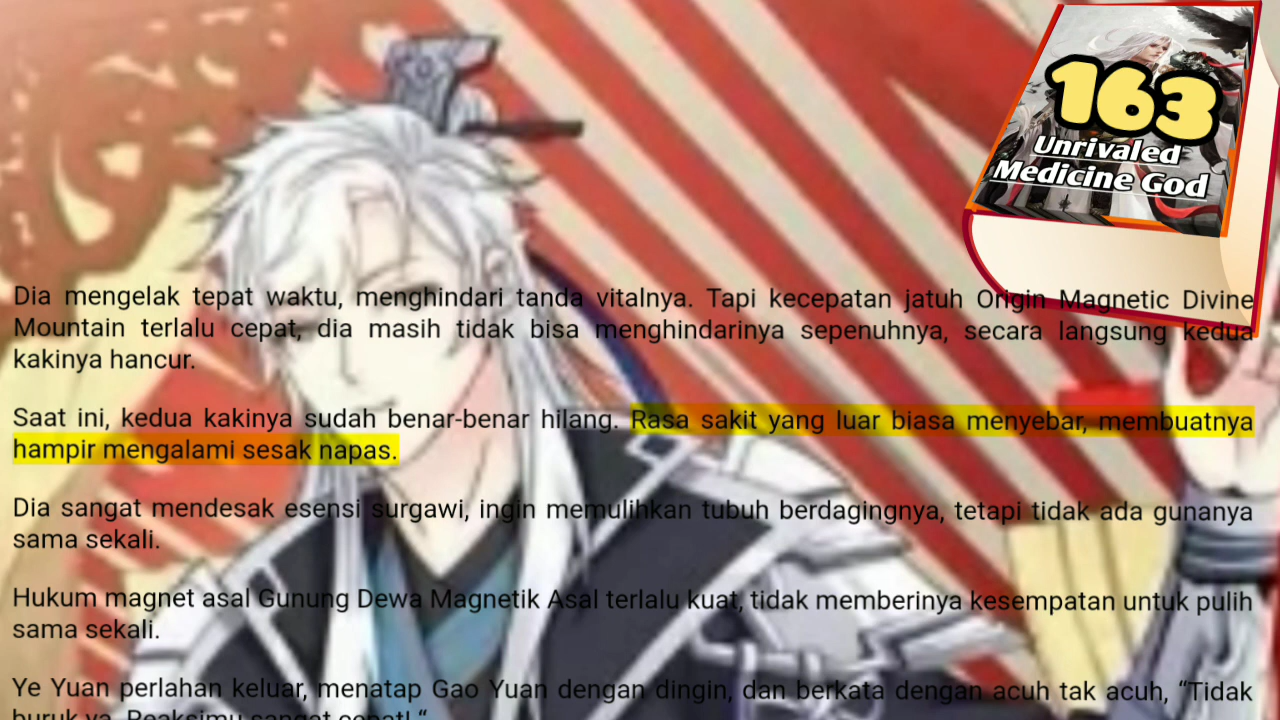 163
Unrivaled
Medicine God
Dia mengelak tepat waktu, menghindari tanda vitalnya. Tapi kecepatan jatuh Origin Magnetic Divine
Mountain terlalu cepat, dia masih tidak bisa menghindarinya sepenuhnya, secara langsung kedua
kakinya hancur.
Saat ini, kedua kakinya sudah benar-benar hilang. Rasa sakit yang luar biasa menyebar, membuatnya
hampir mengalami sesak napas.
Dia sangat mendesak esensi surgawi, ingin memulihkan tubuh berdagingnya, tetapi tidak ada gunanya
sama sekali.
Hukum magnet asal Gunung Dewa Magnetik Asal terlalu kuat, tidak memberinya kesempatan untuk pulih
sama sekali.
Ye Yuan perlahan keluar, menatap Gao Yuan dengan dingin, dan berkata dengan acuh tak acuh, “Tidak
buruk ya. Reaksimu sangat cepat! “